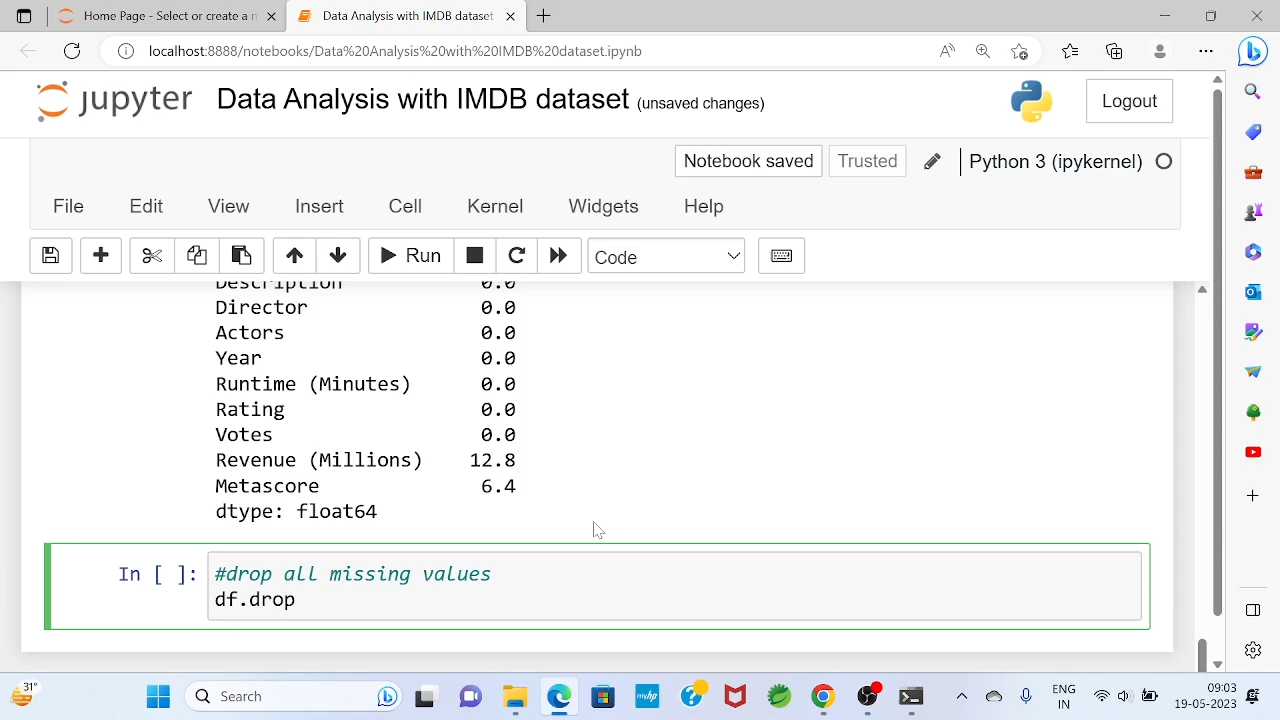 Home Page - Select or create a n
Data Analysis with IMDB dataset
localhost:8888/notebooks/Data%20Analysis%20with%20IMDB%20dataset.ipynb
jupyter Data Analysis with IMDB dataset (unsaved changes)
Logout
Notebook saved Trusted Python 3 (ipykernel)
File Edit View Insert Cell Kernel Widgets Help
Run Code
Description 0.0
Director 0.0
Actors 0.0
Year 0.0
Runtime (Minutes) 0.0
Rating 0.0
Votes 0.0
Revenue (Millions) 12.8
Metascore 6.4
dtype: float64
In [ ]: #drop all missing values
df.drop
31°
Search
myhp
ENG
IN
09:03
19-05-2023